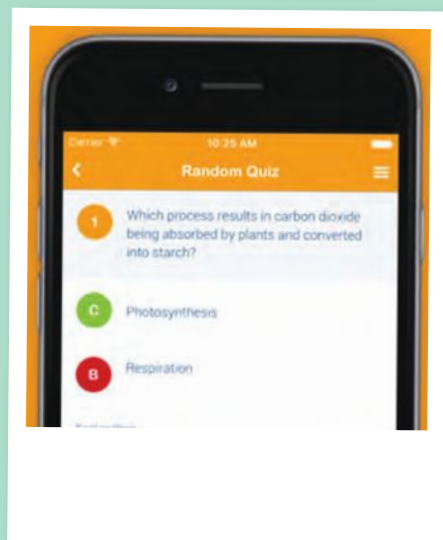 Carrier 10:25 AM
Random Quiz
1 Which process results in carbon dioxide
being absorbed by plants and converted
into starch?
C Photosynthesis
B Respiration